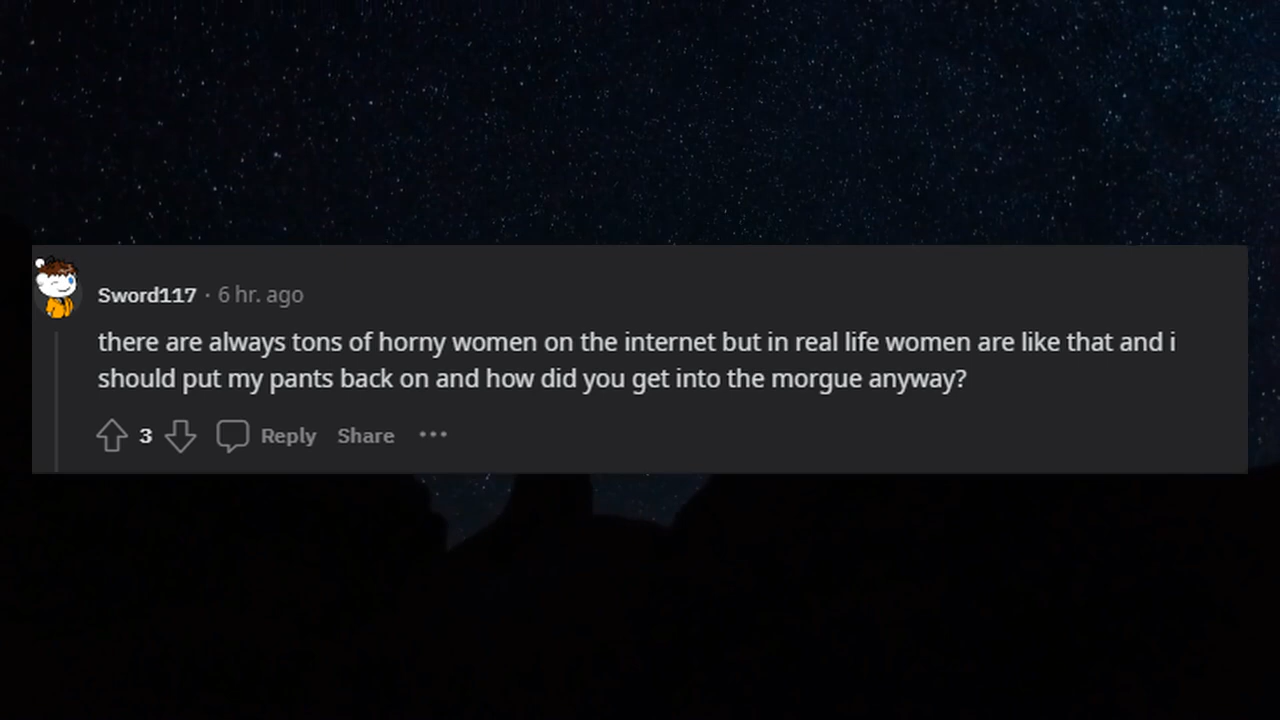 Sword117 · 6 hr. ago
there are always tons of horny women on the internet but in real life women are like that and i
should put my pants back on and how did you get into the morgue anyway?
3 Reply Share ···